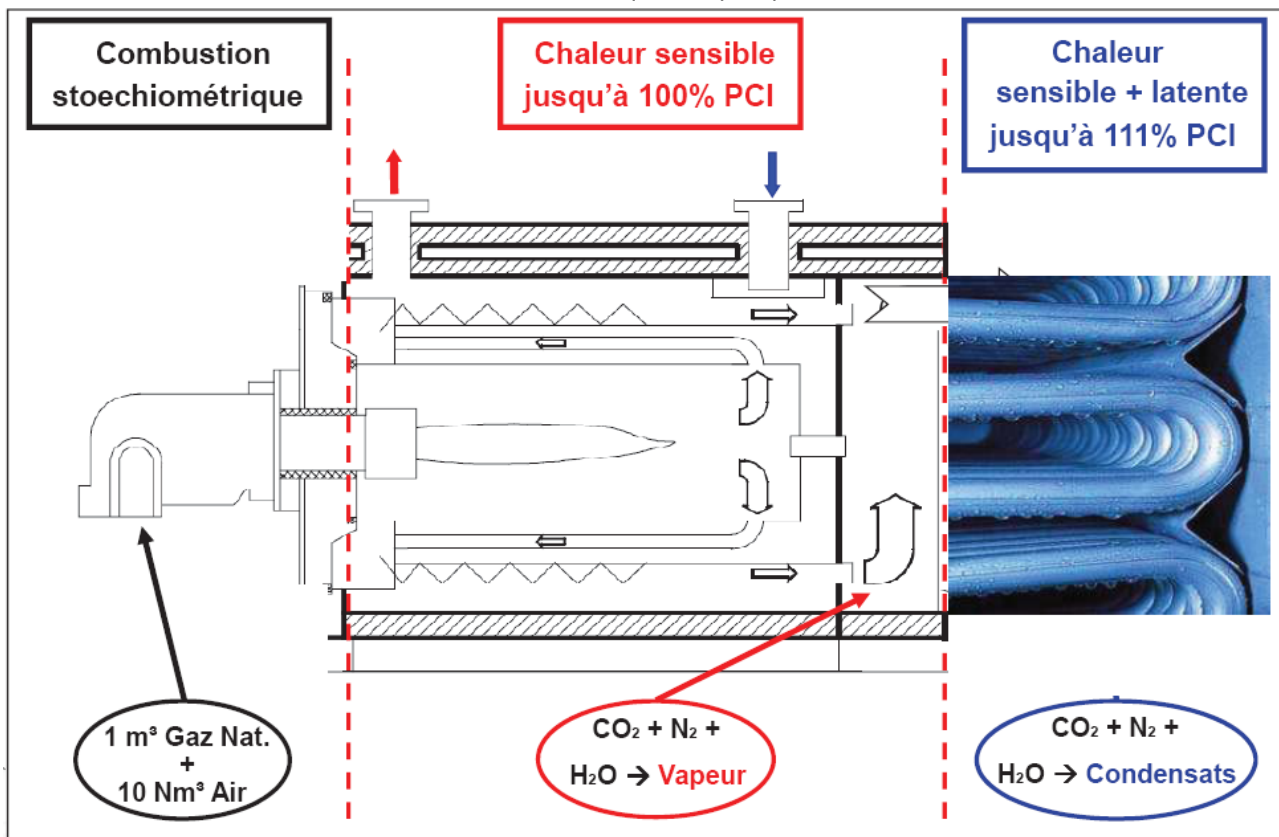 Combustion
stoechiométrique
Chaleur sensible
jusqu'à 100% PCI
Chaleur
sensible + latente
jusqu'à 111% PCI
1 m³ Gaz Nat.
+
10 Nm³ Air
CO₂ + N₂ +
H₂O → Vapeur
CO₂ + N₂ +
H₂O → Condensats